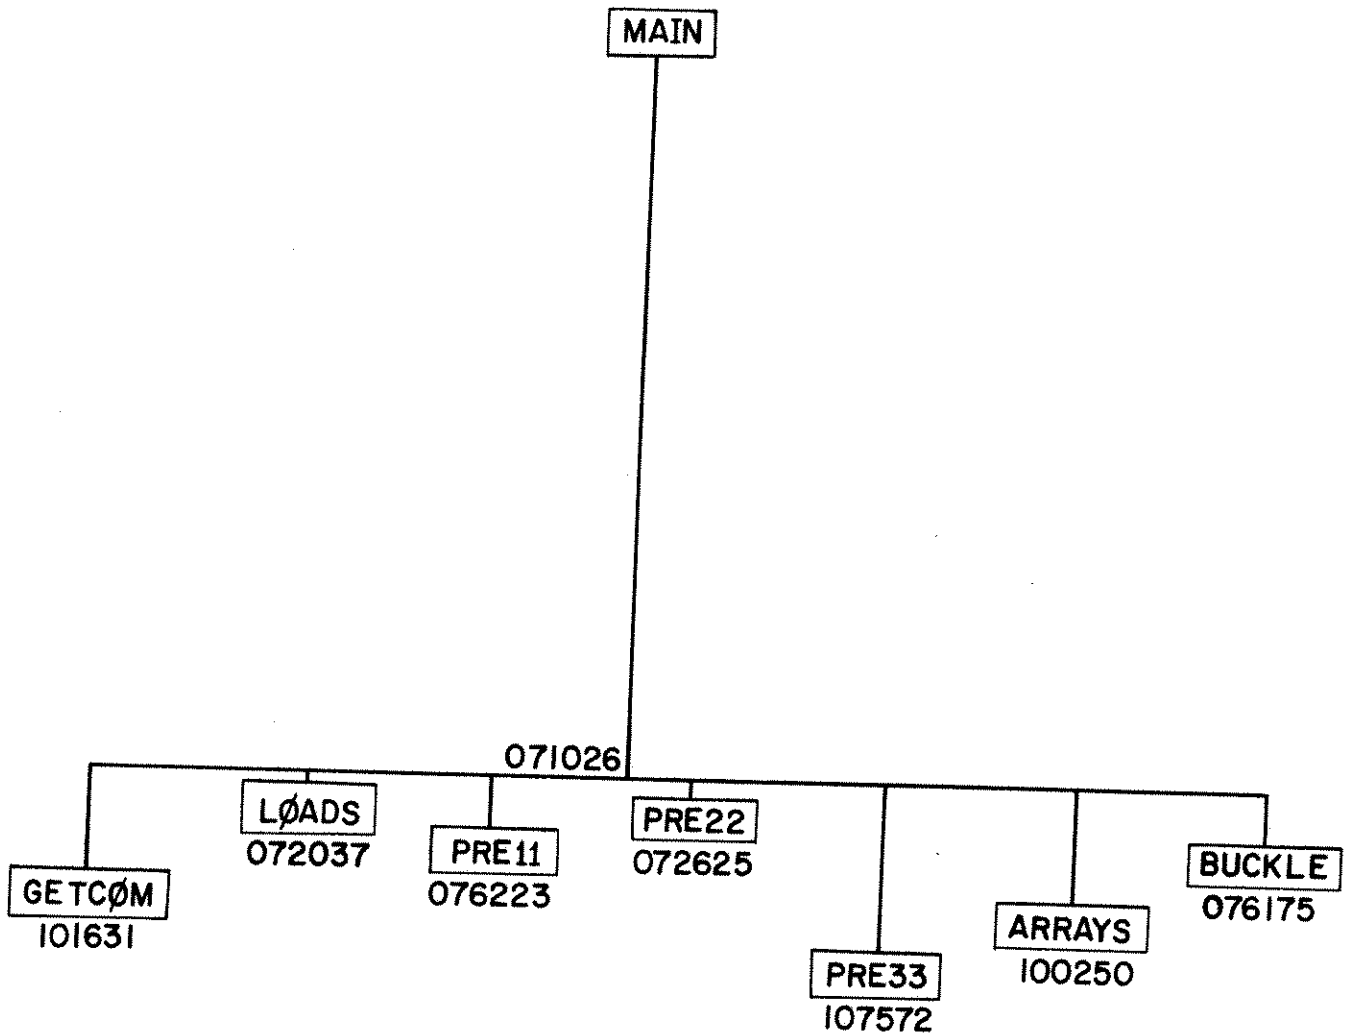 MAIN
071026
GETCØM
101631
LØADS
072037
PRE11
076223
PRE22
072625
PRE33
107572
ARRAYS
100250
BUCKLE
076175